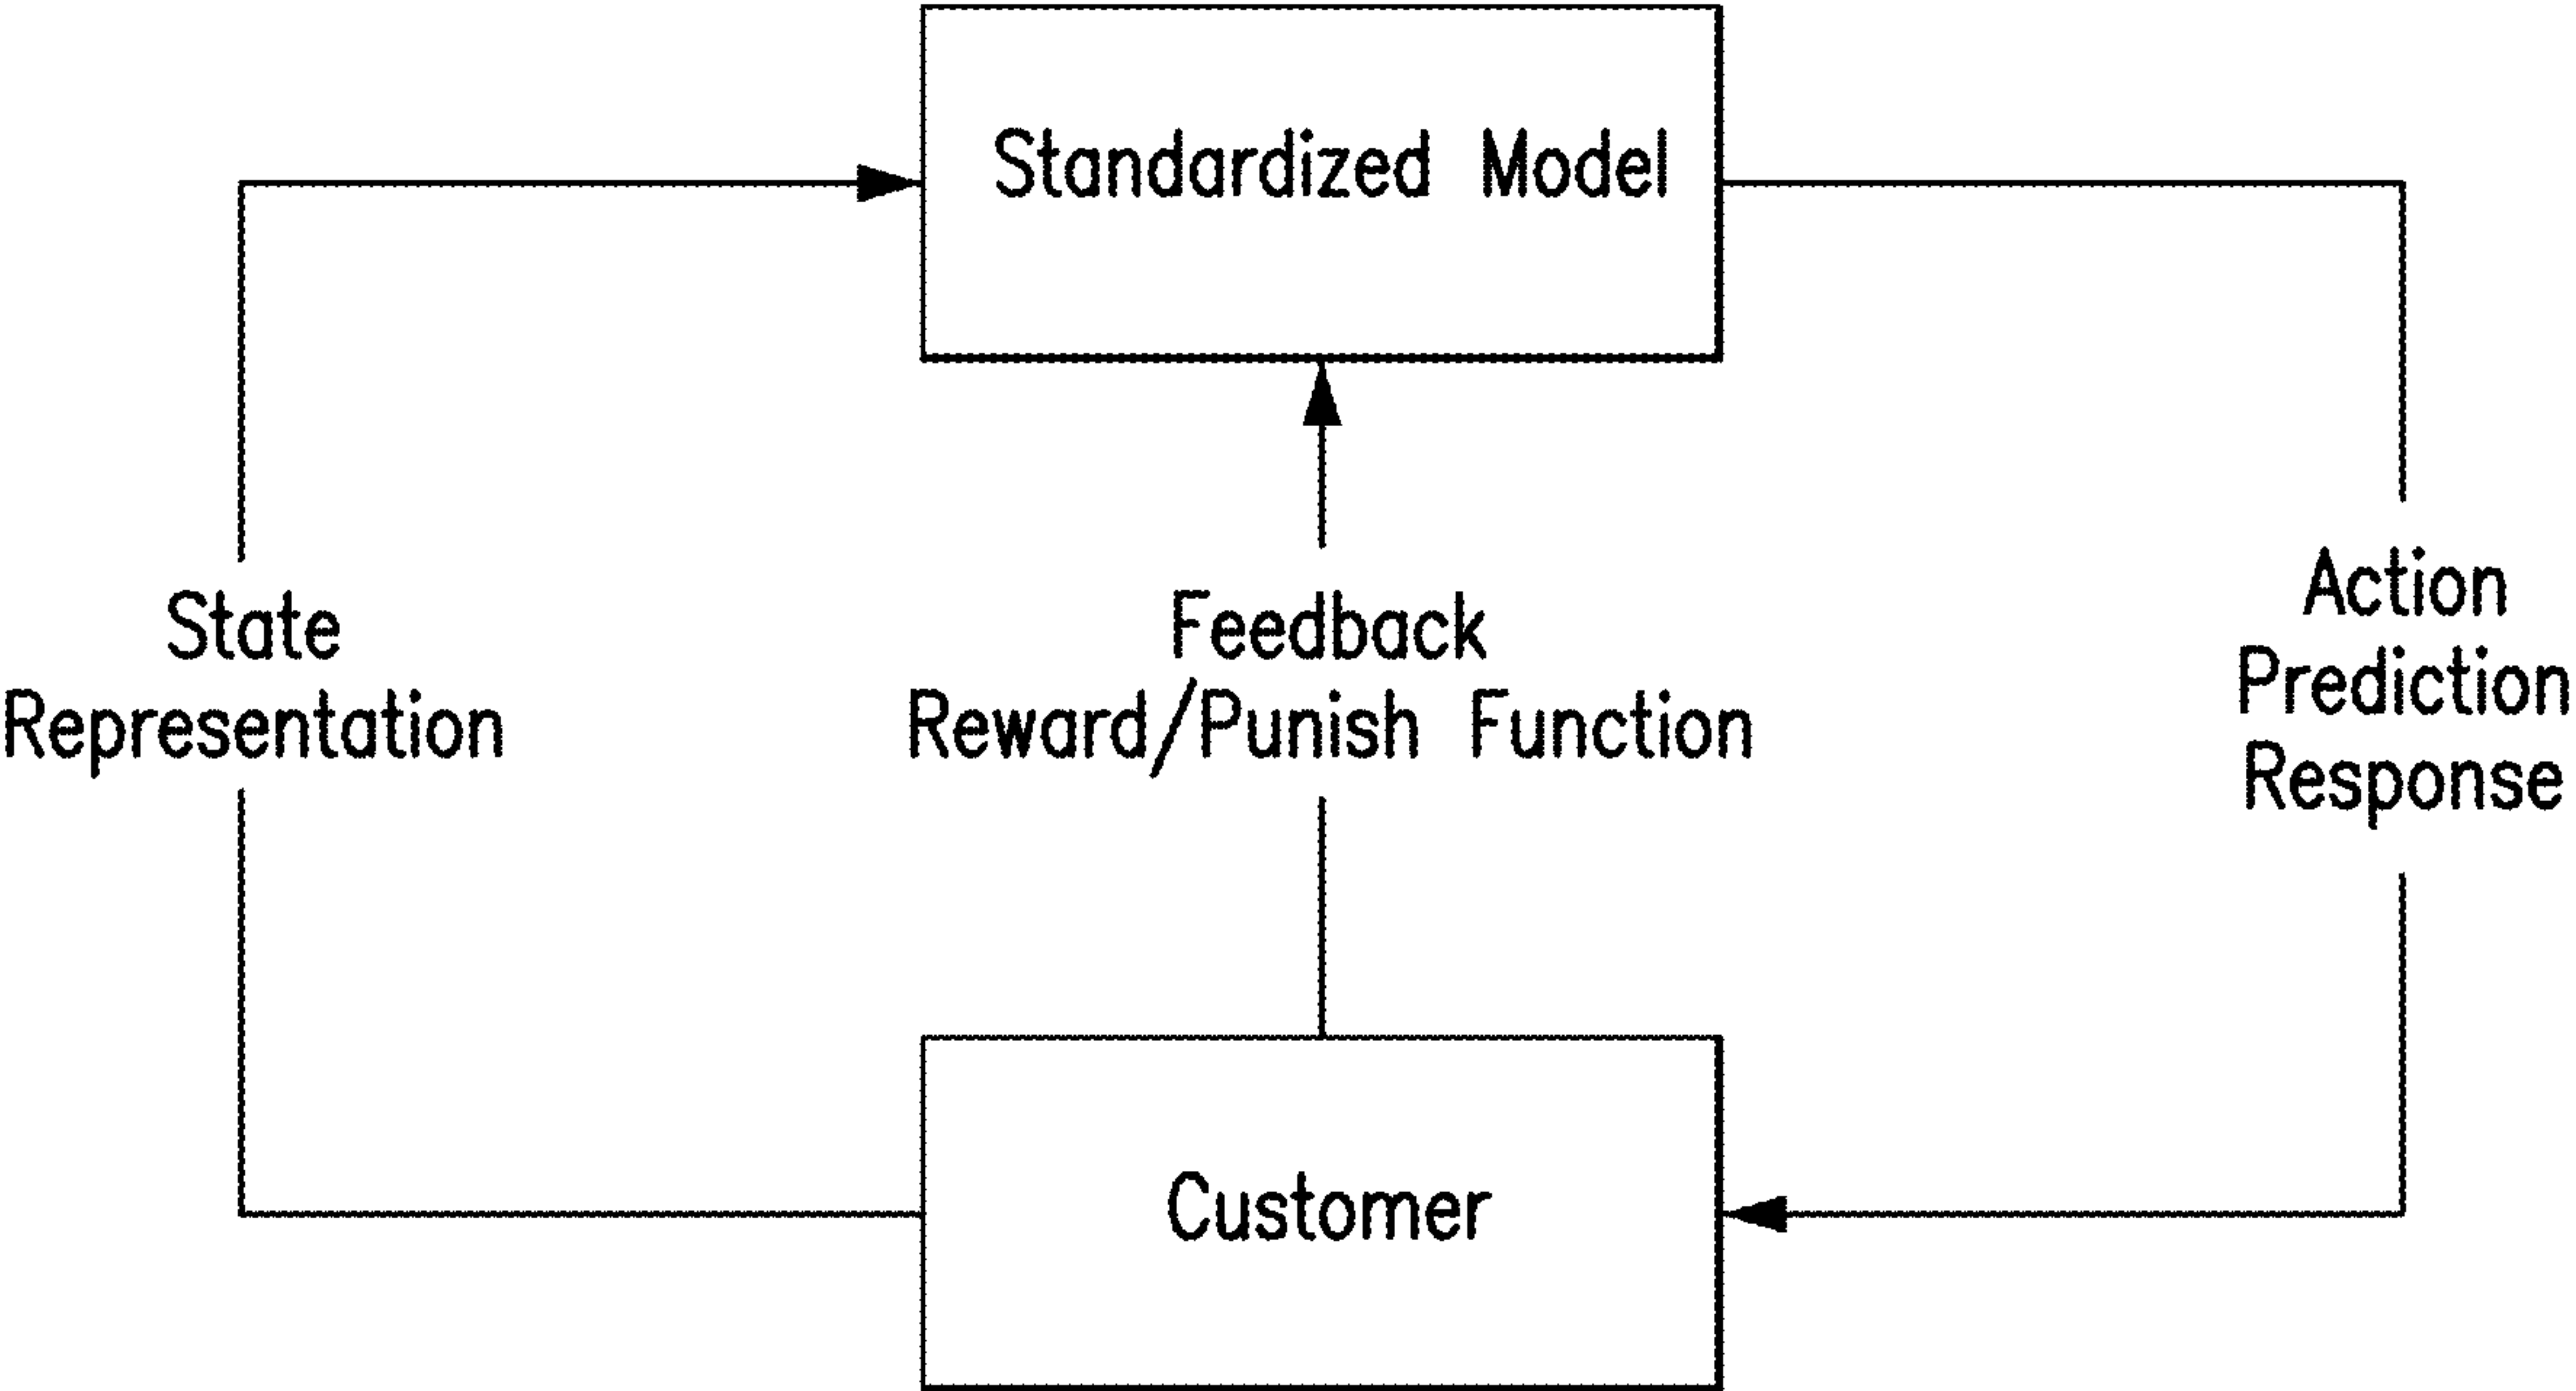 Standardized Model
State
Representation
Feedback
Reward/Punish Function
Action
Prediction
Response
Customer